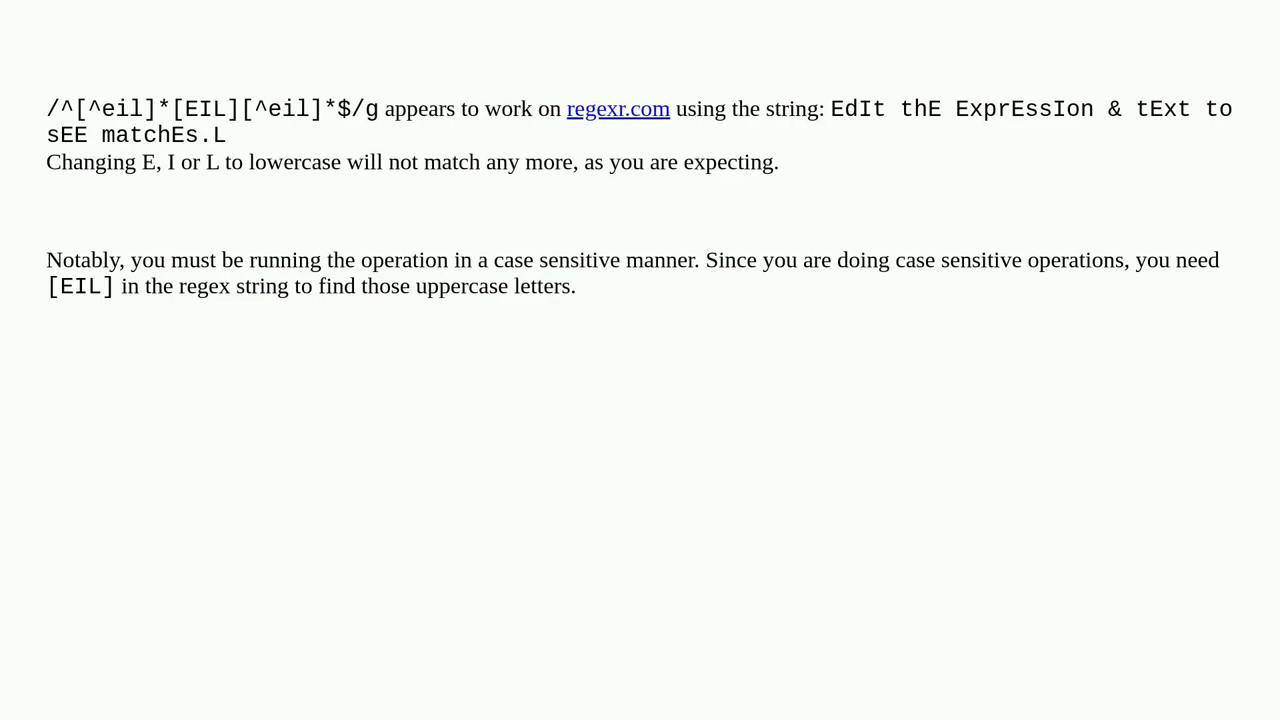 /^[^eil]*[EIL][^eil]*$/g appears to work on regexr.com using the string: EdIt thE ExprEssIon & tExt to
sEE matchEs.L
Changing E, I or L to lowercase will not match any more, as you are expecting.
Notably, you must be running the operation in a case sensitive manner. Since you are doing case sensitive operations, you need
[EIL] in the regex string to find those uppercase letters.